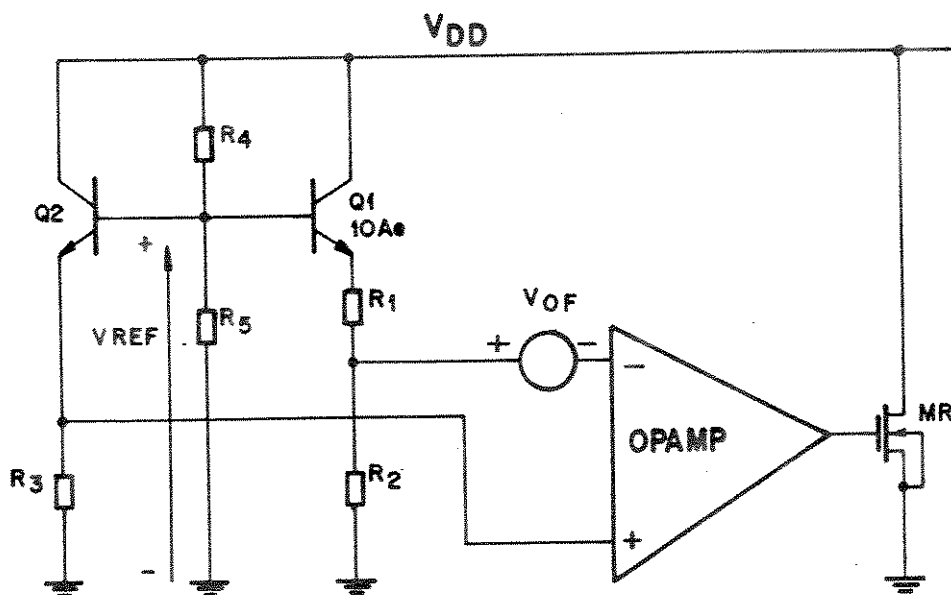 VDD
R4
Q2
Q1
10Ae
+
VREF
R5
R1
VOF
+
-
-
OPAMP
MR
R3
R2
+
-